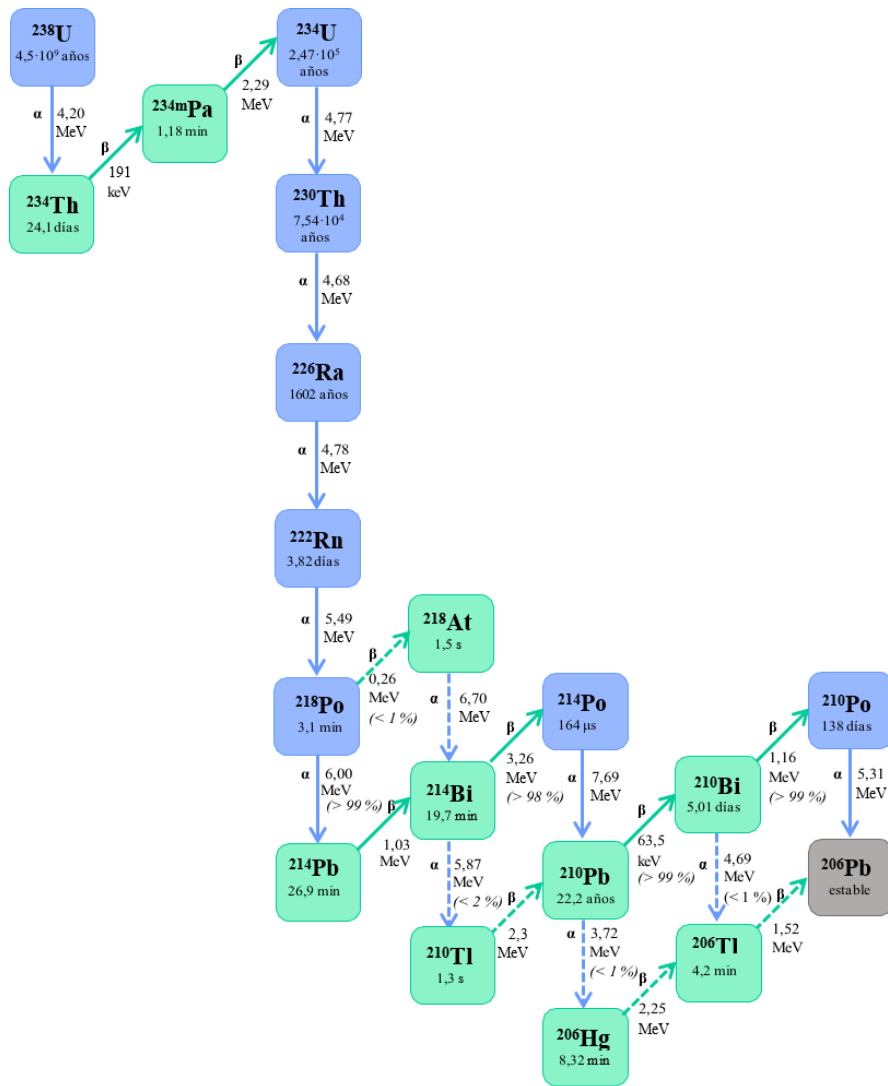 ²³⁸U
4,5·10⁹ años
α
4,20
MeV
²³⁴Th
24,1 días
β
191
keV
²³⁴ᵐPa
1,18 min
β
2,29
MeV
²³⁴U
2,47·10⁵
años
α
4,77
MeV
²³⁰Th
7,54·10⁴
años
α
4,68
MeV
²²⁶Ra
1602 años
α
4,78
MeV
²²²Rn
3,82 días
α
5,49
MeV
²¹⁸Po
3,1 min
β
0,26
MeV
(< 1 %)
²¹⁸At
1,5 s
α
6,70
MeV
α
6,00
MeV
(> 99 %)
²¹⁴Pb
26,9 min
β
1,03
MeV
²¹⁴Bi
19,7 min
β
3,26
MeV
(> 98 %)
²¹⁴Po
164 µs
α
7,69
MeV
α
5,87
MeV
(< 2 %)
²¹⁰Tl
1,3 s
β
2,3
MeV
²¹⁰Pb
22,2 años
β
63,5
keV
(> 99 %)
²¹⁰Bi
5,01 días
β
1,16
MeV
(> 99 %)
²¹⁰Po
138 días
α
5,31
MeV
α
3,72
MeV
(< 1 %)
²⁰⁶Hg
8,32 min
β
2,25
MeV
α
4,69
MeV
(< 1 %)
²⁰⁶Tl
4,2 min
β
1,52
MeV
²⁰⁶Pb
estable